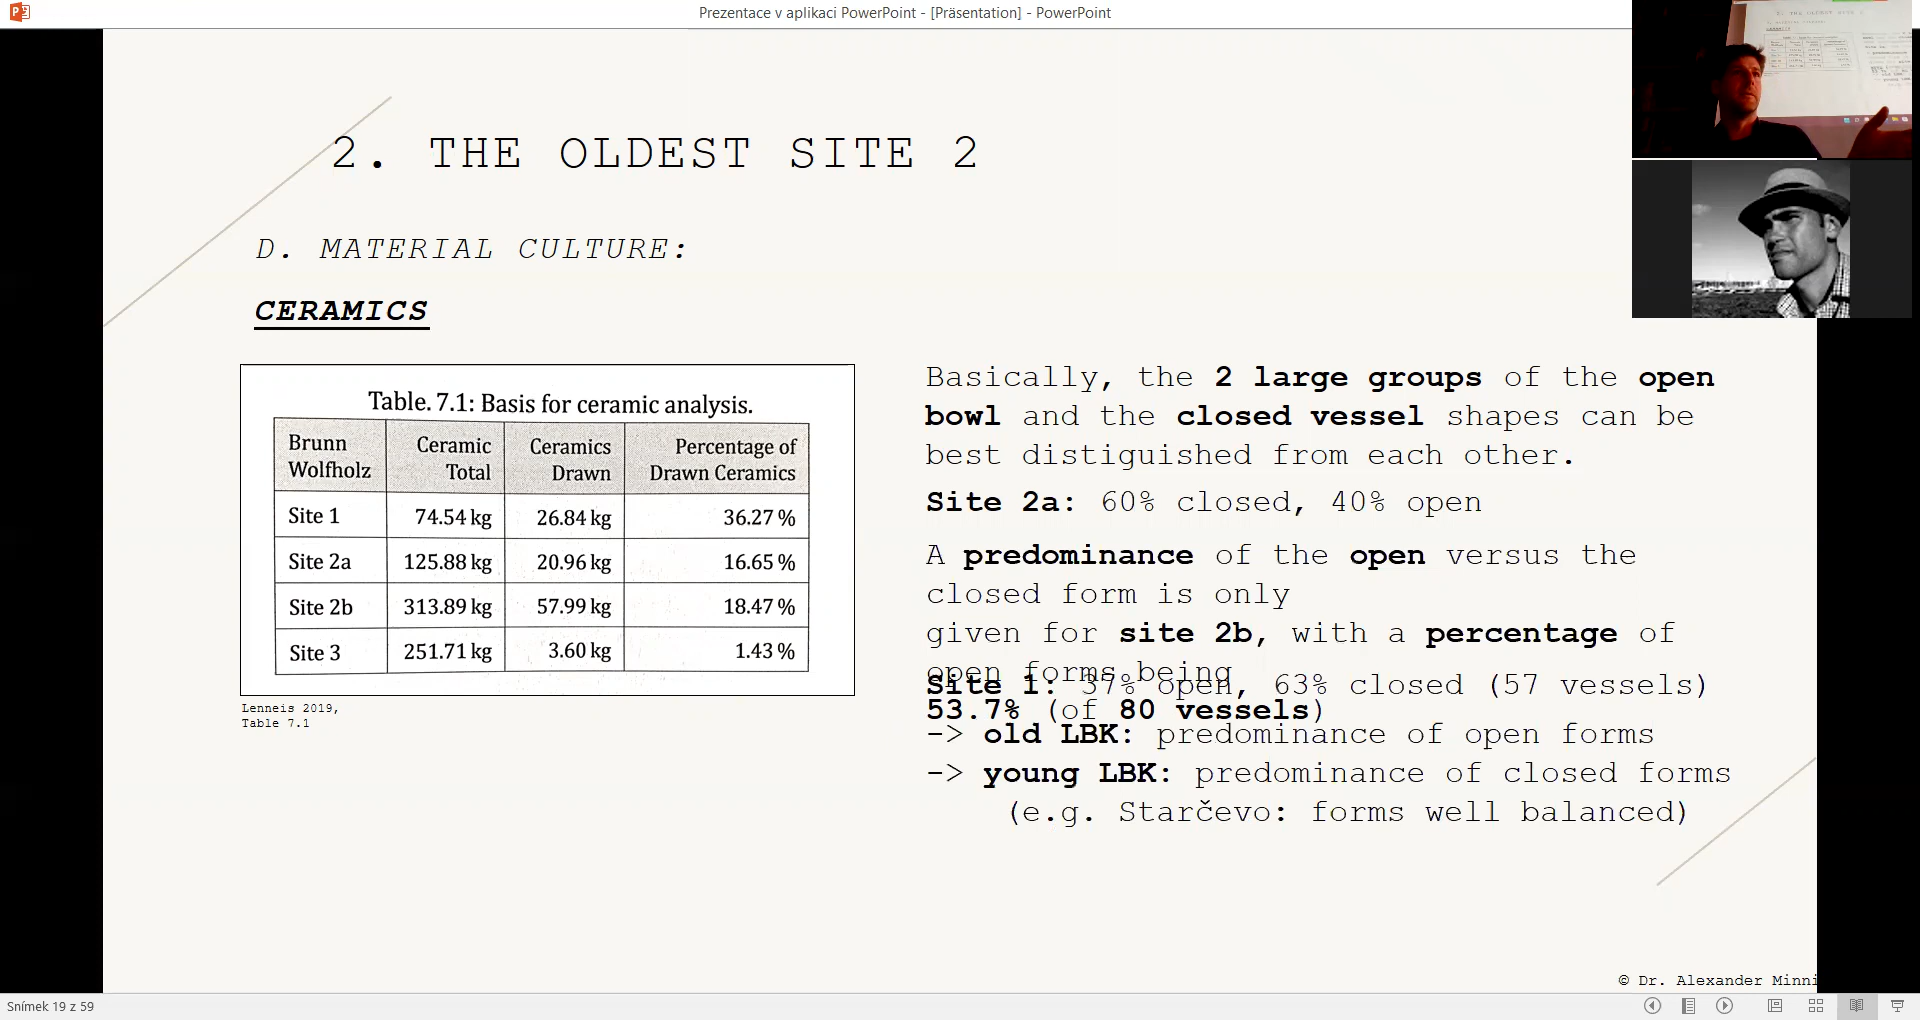 Prezentace v aplikaci PowerPoint - [Präsentation] - PowerPoint
2. THE OLDEST SITE 2
D. MATERIAL CULTURE:
CERAMICS
Table. 7.1: Basis for ceramic analysis.
Brunn Wolfholz Ceramic Total Ceramics Drawn Percentage of Drawn Ceramics
Site 1 74.54 kg 26.84 kg 36.27 %
Site 2a 125.88 kg 20.96 kg 16.65 %
Site 2b 313.89 kg 57.99 kg 18.47 %
Site 3 251.71 kg 3.60 kg 1.43 %
Lenneis 2019,
Table 7.1
Basically, the 2 large groups of the open
bowl and the closed vessel shapes can be
best distiguished from each other.
Site 2a: 60% closed, 40% open
A predominance of the open versus the
closed form is only
given for site 2b, with a percentage of
open forms being
53.7% (of 80 vessels)
Site 1: 37% open, 63% closed (57 vessels)
-> old LBK: predominance of open forms
-> young LBK: predominance of closed forms
(e.g. Starčevo: forms well balanced)
© Dr. Alexander Minni
Snímek 19 z 59